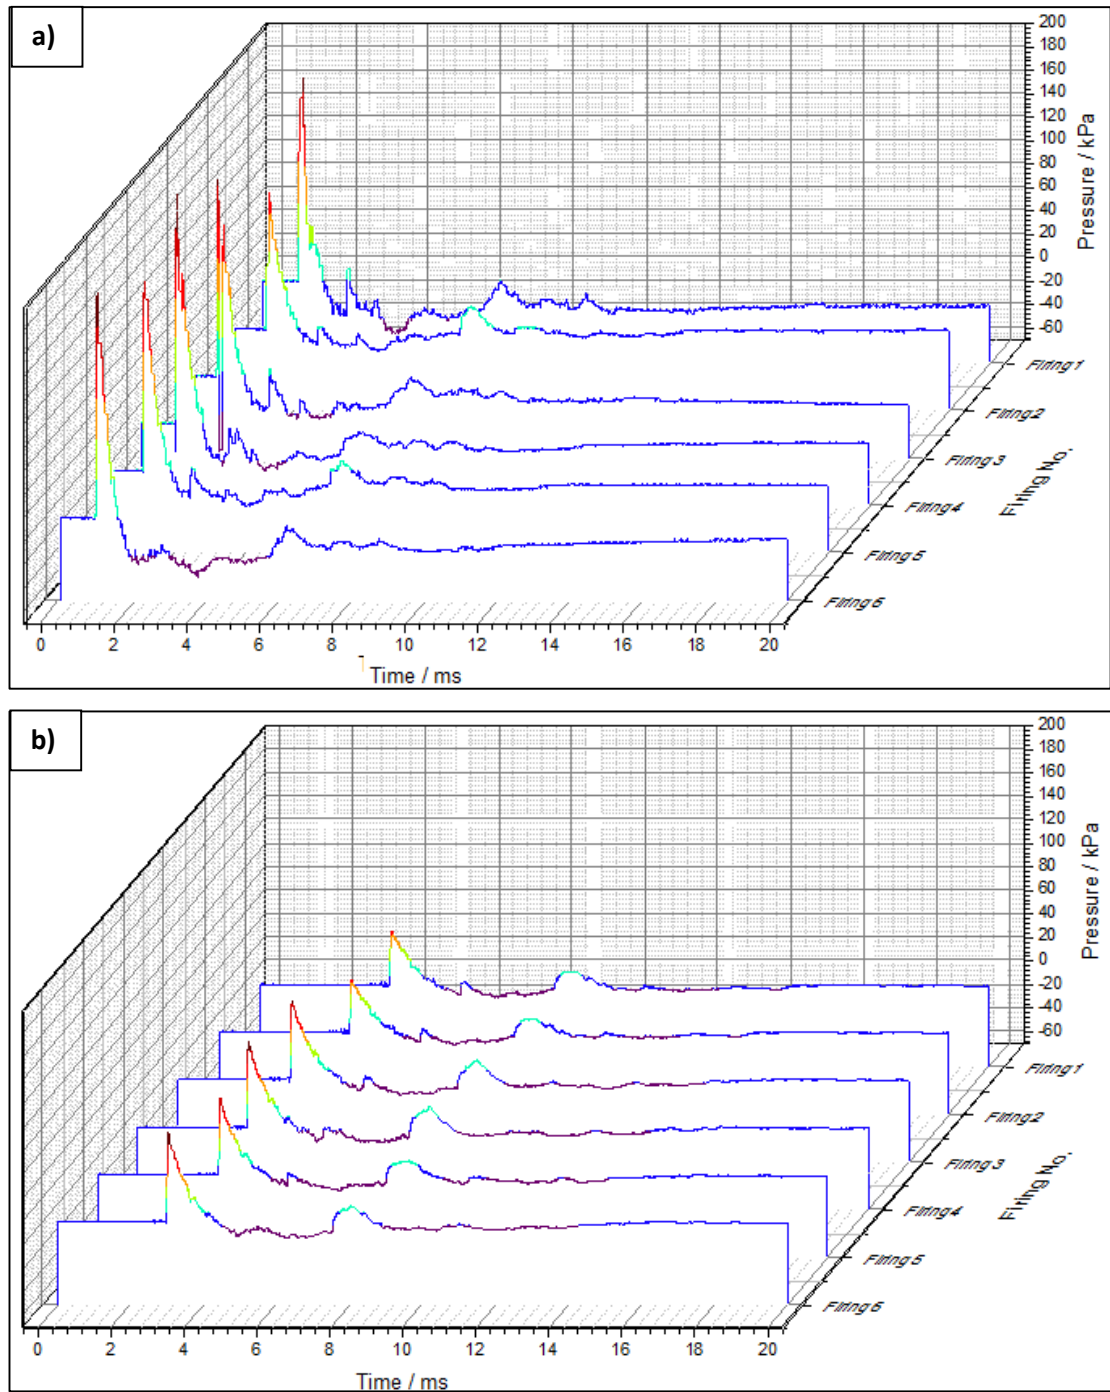 a)
200
180
160
140
120
100
80
60
40
20
0
-20
-40
-60
Pressure / kPa
Firing 1
Firing 2
Firing 3
Firing 4
Firing 5
Firing 6
Firing No.
0 2 4 6 8 10 12 14 16 18 20
Time / ms
b)
200
180
160
140
120
100
80
60
40
20
0
-20
-40
-60
Pressure / kPa
Firing 1
Firing 2
Firing 3
Firing 4
Firing 5
Firing 6
Firing No.
0 2 4 6 8 10 12 14 16 18 20
Time / ms